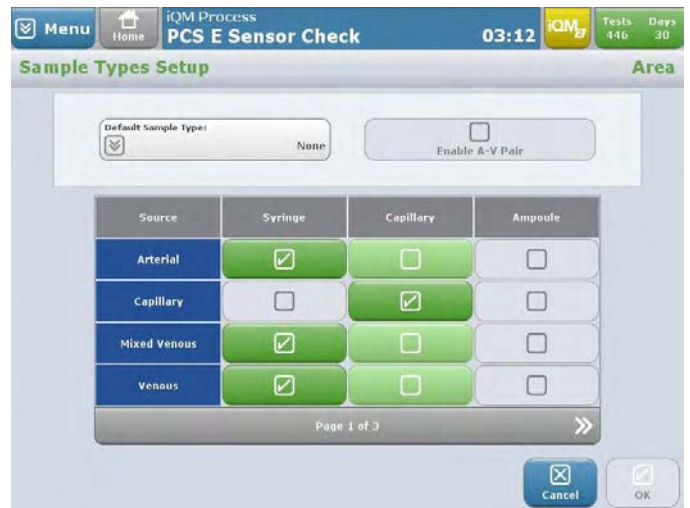 Menu
Home
iQM Process
PCS E Sensor Check
03:12
iQM2
Tests Days
446 30
Sample Types Setup
Area
Default Sample Type:
None
Enable A-V Pair
Source Syringe Capillary Ampoule
Arterial
Capillary
Mixed Venous
Venous
Page 1 of 3
Cancel
OK